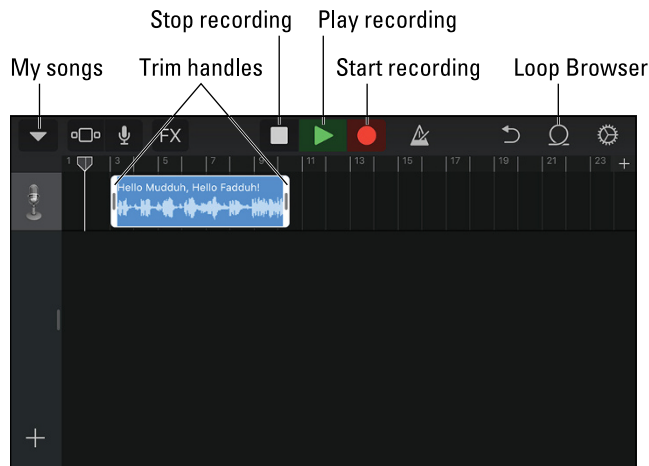 Stop recording Play recording
My songs Trim handles Start recording Loop Browser
FX
1 3 5 7 9 11 13 15 17 19 21 23 +
Hello Mudduh, Hello Fadduh!
+